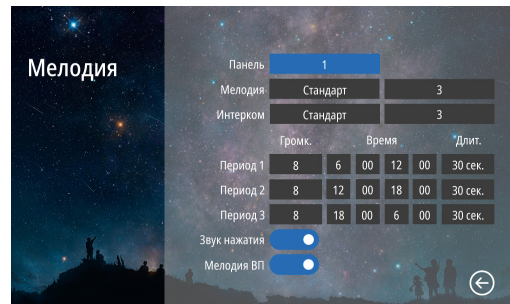 Мелодия
Панель 1
Мелодия Стандарт 3
Интерком Стандарт 3
Громк. Время Длит.
Период 1 8 6 00 12 00 30 сек.
Период 2 8 12 00 18 00 30 сек.
Период 3 8 18 00 6 00 30 сек.
Звук нажатия
Мелодия ВП